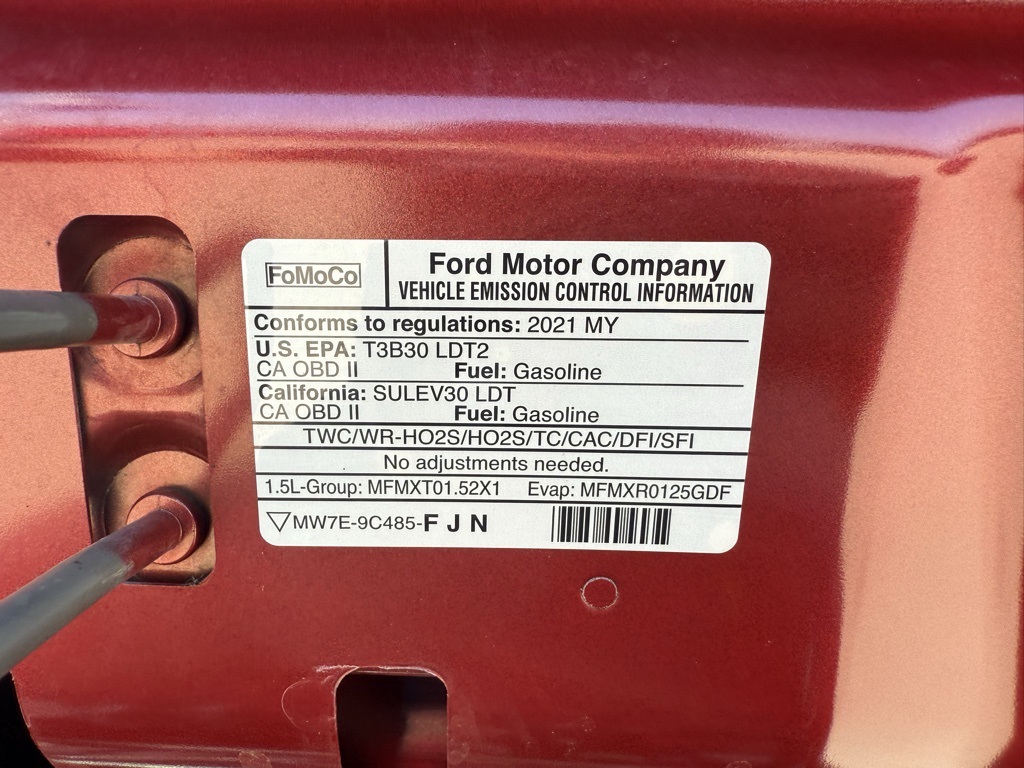 FoMoCo
Ford Motor Company
VEHICLE EMISSION CONTROL INFORMATION
Conforms to regulations: 2021 MY
U.S. EPA: T3B30 LDT2
CA OBD II Fuel: Gasoline
California: SULEV30 LDT
CA OBD II Fuel: Gasoline
TWC/WR-HO2S/HO2S/TC/CAC/DFI/SFI
No adjustments needed.
1.5L-Group: MFMXT01.52X1 Evap: MFMXR0125GDF
MW7E-9C485-F J N